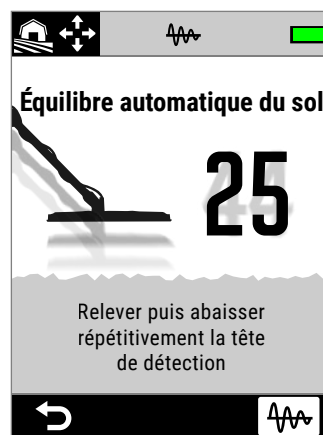 Équilibre automatique du sol
25
Relever puis abaisser
répétitivement la tête
de détection